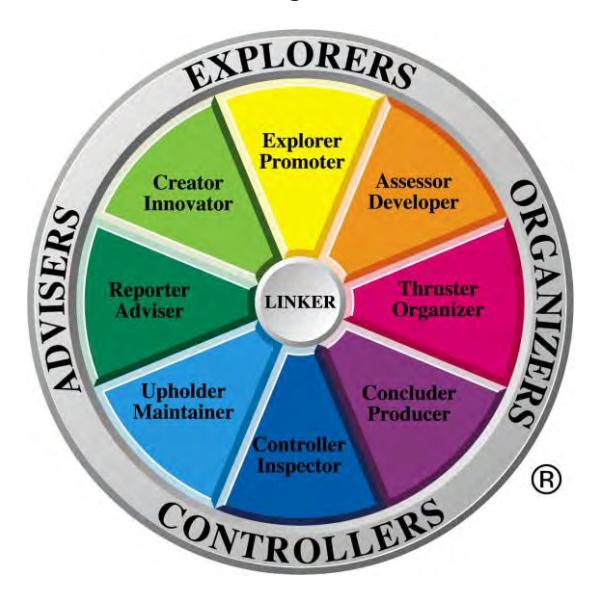 EXPLORERS
Explorer
Promoter
Creator
Innovator
Assessor
Developer
ADVISERS
ORGANIZERS
Reporter
Adviser
LINKER
Thruster
Organizer
Upholder
Maintainer
Concluder
Producer
Controller
Inspector
CONTROLLERS
®